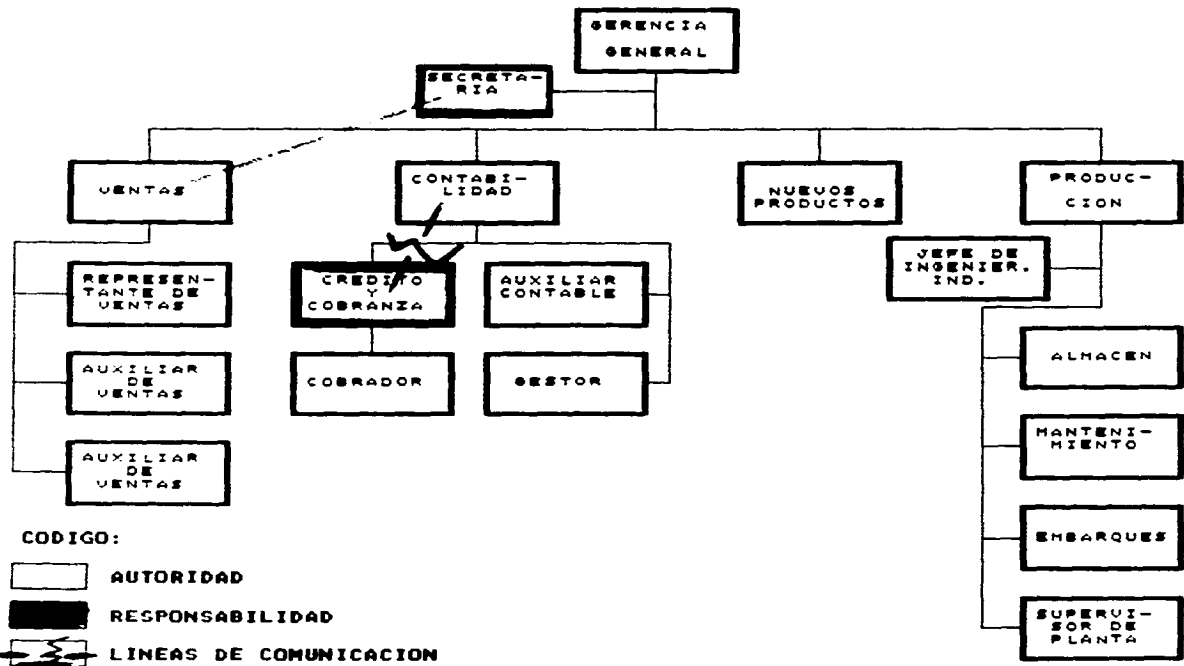 GERENCIA
GENERAL
SECRETA-
RIA
VENTAS
CONTABI-
LIDAD
NUEVOS
PRODUCTOS
PRODUC-
CION
JEFE DE
INGENIER.
IND.
REPRESEN-
TANTE DE
VENTAS
CREDITO
Y
COBRANZA
AUXILIAR
CONTABLE
AUXILIAR
DE
VENTAS
COBRADOR
GESTOR
ALMACEN
AUXILIAR
DE
VENTAS
MANTENI-
MIENTO
EMBARQUES
SUPERVI-
SOR DE
PLANTA
CODIGO:
AUTORIDAD
RESPONSABILIDAD
LINEAS DE COMUNICACION